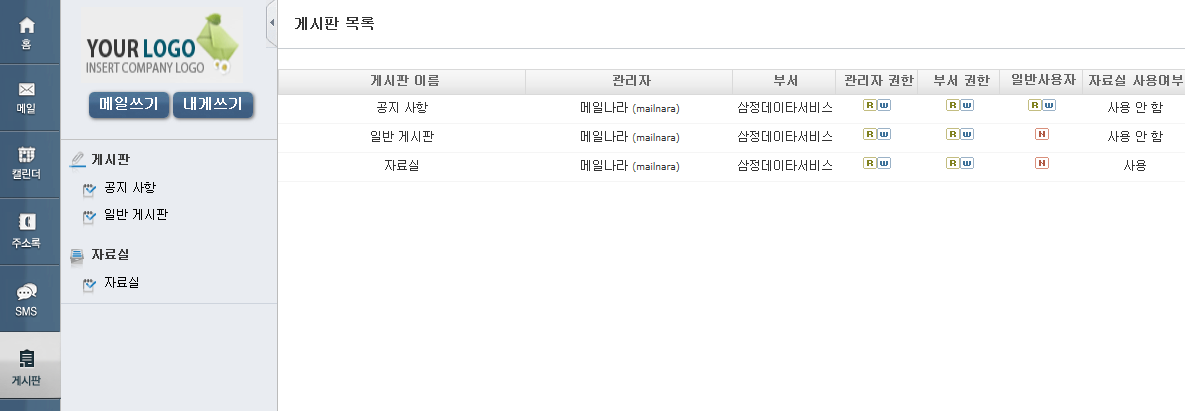 홈
메일
캘린더
주소록
SMS
게시판
YOUR LOGO
INSERT COMPANY LOGO
메일쓰기 내게쓰기
게시판
공지 사항
일반 게시판
자료실
자료실
게시판 목록
게시판 이름 관리자 부서 관리자 권한 부서 권한 일반사용자 자료실 사용여부
공지 사항 메일나라 (mailnara) 삼정데이타서비스 R W R W R W 사용 안 함
일반 게시판 메일나라 (mailnara) 삼정데이타서비스 R W R W N 사용 안 함
자료실 메일나라 (mailnara) 삼정데이타서비스 R W R W N 사용